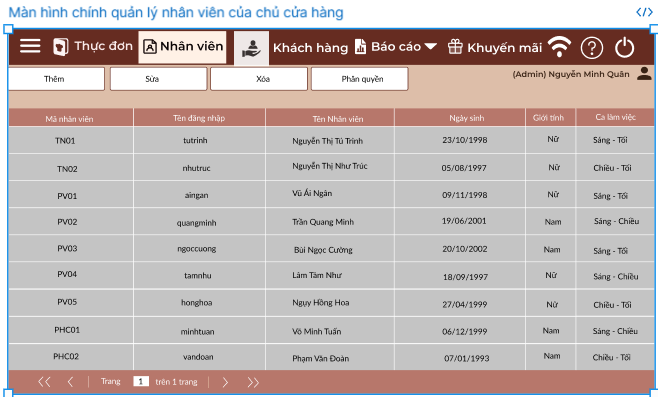 Màn hình chính quản lý nhân viên của chủ cửa hàng
Thực đơn Nhân viên Khách hàng Báo cáo Khuyến mãi
Thêm Sửa Xóa Phân quyền (Admin) Nguyễn Minh Quân
Mã nhân viên Tên đăng nhập Tên Nhân viên Ngày sinh Giới tính Ca làm việc
TN01 tutrinh Nguyễn Thị Tú Trinh 23/10/1998 Nữ Sáng - Tối
TN02 nhutruc Nguyễn Thị Như Trúc 05/08/1997 Nữ Chiều - Tối
PV01 aingan Vũ Ái Ngân 09/11/1998 Nữ Sáng - Tối
PV02 quangminh Trần Quang Minh 19/06/2001 Nam Sáng - Chiều
PV03 ngoccuong Bùi Ngọc Cường 20/10/2002 Nam Sáng - Tối
PV04 tamnhu Lâm Tâm Như 18/09/1997 Nữ Sáng - Chiều
PV05 honghoa Ngụy Hồng Hoa 27/04/1999 Nữ Chiều - Tối
PHC01 minhtuan Võ Minh Tuấn 06/12/1999 Nam Sáng - Chiều
PHC02 vandoan Phạm Văn Đoàn 07/01/1993 Nam Chiều - Tối
Trang 1 trên 1 trang